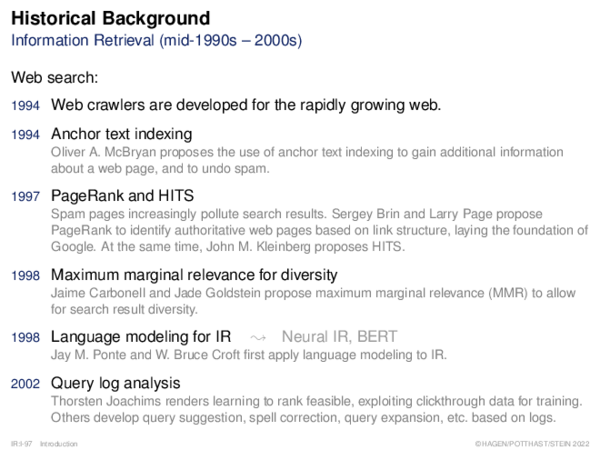 Historical Background
Information Retrieval (mid-1990s – 2000s)
Web search:
1994 Web crawlers are developed for the rapidly growing web.
1994 Anchor text indexing
Oliver A. McBryan proposes the use of anchor text indexing to gain additional information
about a web page, and to undo spam.
1997 PageRank and HITS
Spam pages increasingly pollute search results. Sergey Brin and Larry Page propose
PageRank to identify authoritative web pages based on link structure, laying the foundation of
Google. At the same time, John M. Kleinberg proposes HITS.
1998 Maximum marginal relevance for diversity
Jaime Carbonell and Jade Goldstein propose maximum marginal relevance (MMR) to allow
for search result diversity.
1998 Language modeling for IR ⤳ Neural IR, BERT
Jay M. Ponte and W. Bruce Croft first apply language modeling to IR.
2002 Query log analysis
Thorsten Joachims renders learning to rank feasible, exploiting clickthrough data for training.
Others develop query suggestion, spell correction, query expansion, etc. based on logs.
IR:I-97 Introduction ©HAGEN/POTTHAST/STEIN 2022